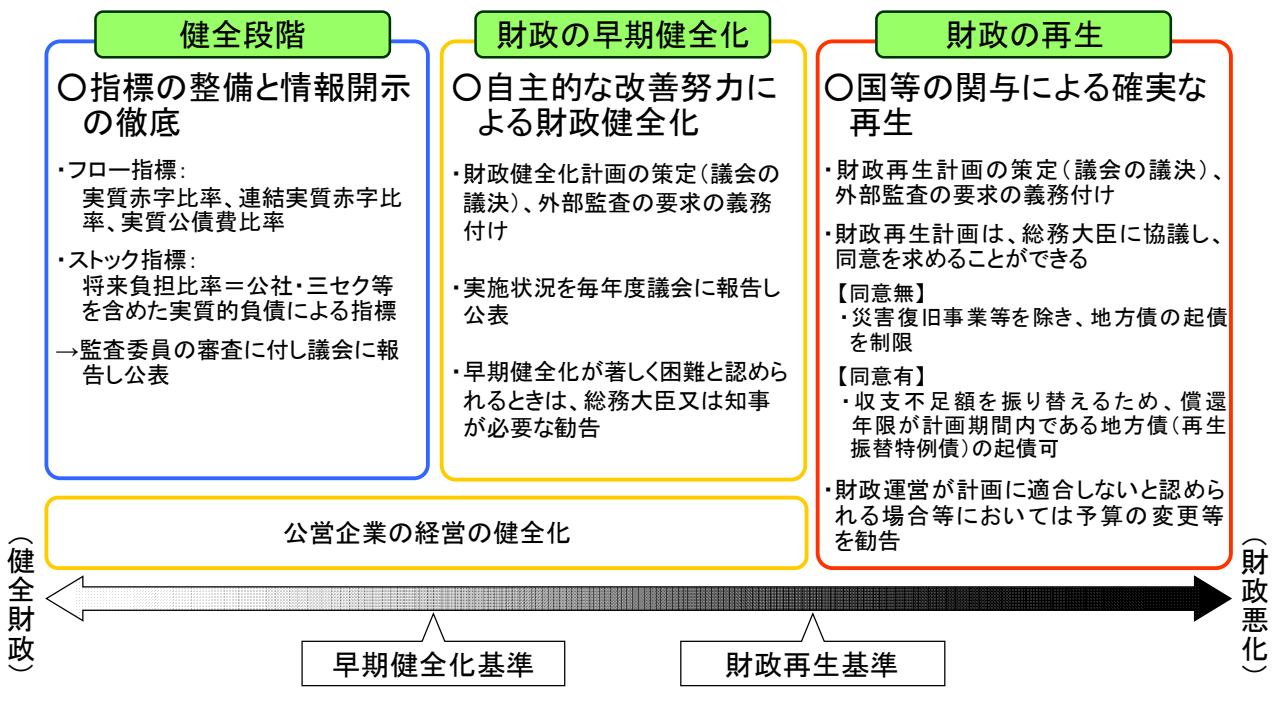 健全段階
〇指標の整備と情報開示
の徹底
・フロー指標：
実質赤字比率、連結実質赤字比
率、実質公債費比率
・ストック指標：
将来負担比率＝公社・三セク等
を含めた実質的負債による指標
→監査委員の審査に付し議会に報
告し公表
財政の早期健全化
〇自主的な改善努力に
よる財政健全化
・財政健全化計画の策定（議会の
議決）、外部監査の要求の義務
付け
・実施状況を毎年度議会に報告し
公表
・早期健全化が著しく困難と認めら
れるときは、総務大臣又は知事
が必要な勧告
財政の再生
〇国等の関与による確実な
再生
・財政再生計画の策定（議会の議決）、
外部監査の要求の義務付け
・財政再生計画は、総務大臣に協議し、
同意を求めることができる
【同意無】
・災害復旧事業等を除き、地方債の起債
を制限
【同意有】
・収支不足額を振り替えるため、償還
年限が計画期間内である地方債（再生
振替特例債）の起債可
・財政運営が計画に適合しないと認めら
れる場合等においては予算の変更等
を勧告
公営企業の経営の健全化
（健全財政）
（財政悪化）
早期健全化基準
財政再生基準